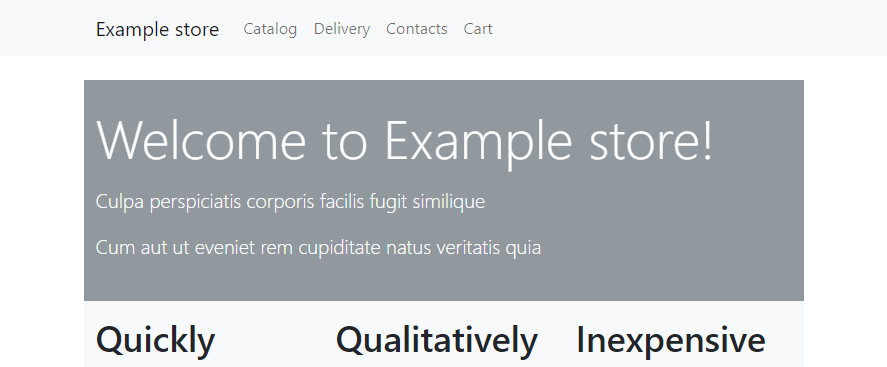 Example store Catalog Delivery Contacts Cart
Welcome to Example store!
Culpa perspiciatis corporis facilis fugit similique
Cum aut ut eveniet rem cupiditate natus veritatis quia
Quickly Qualitatively Inexpensive